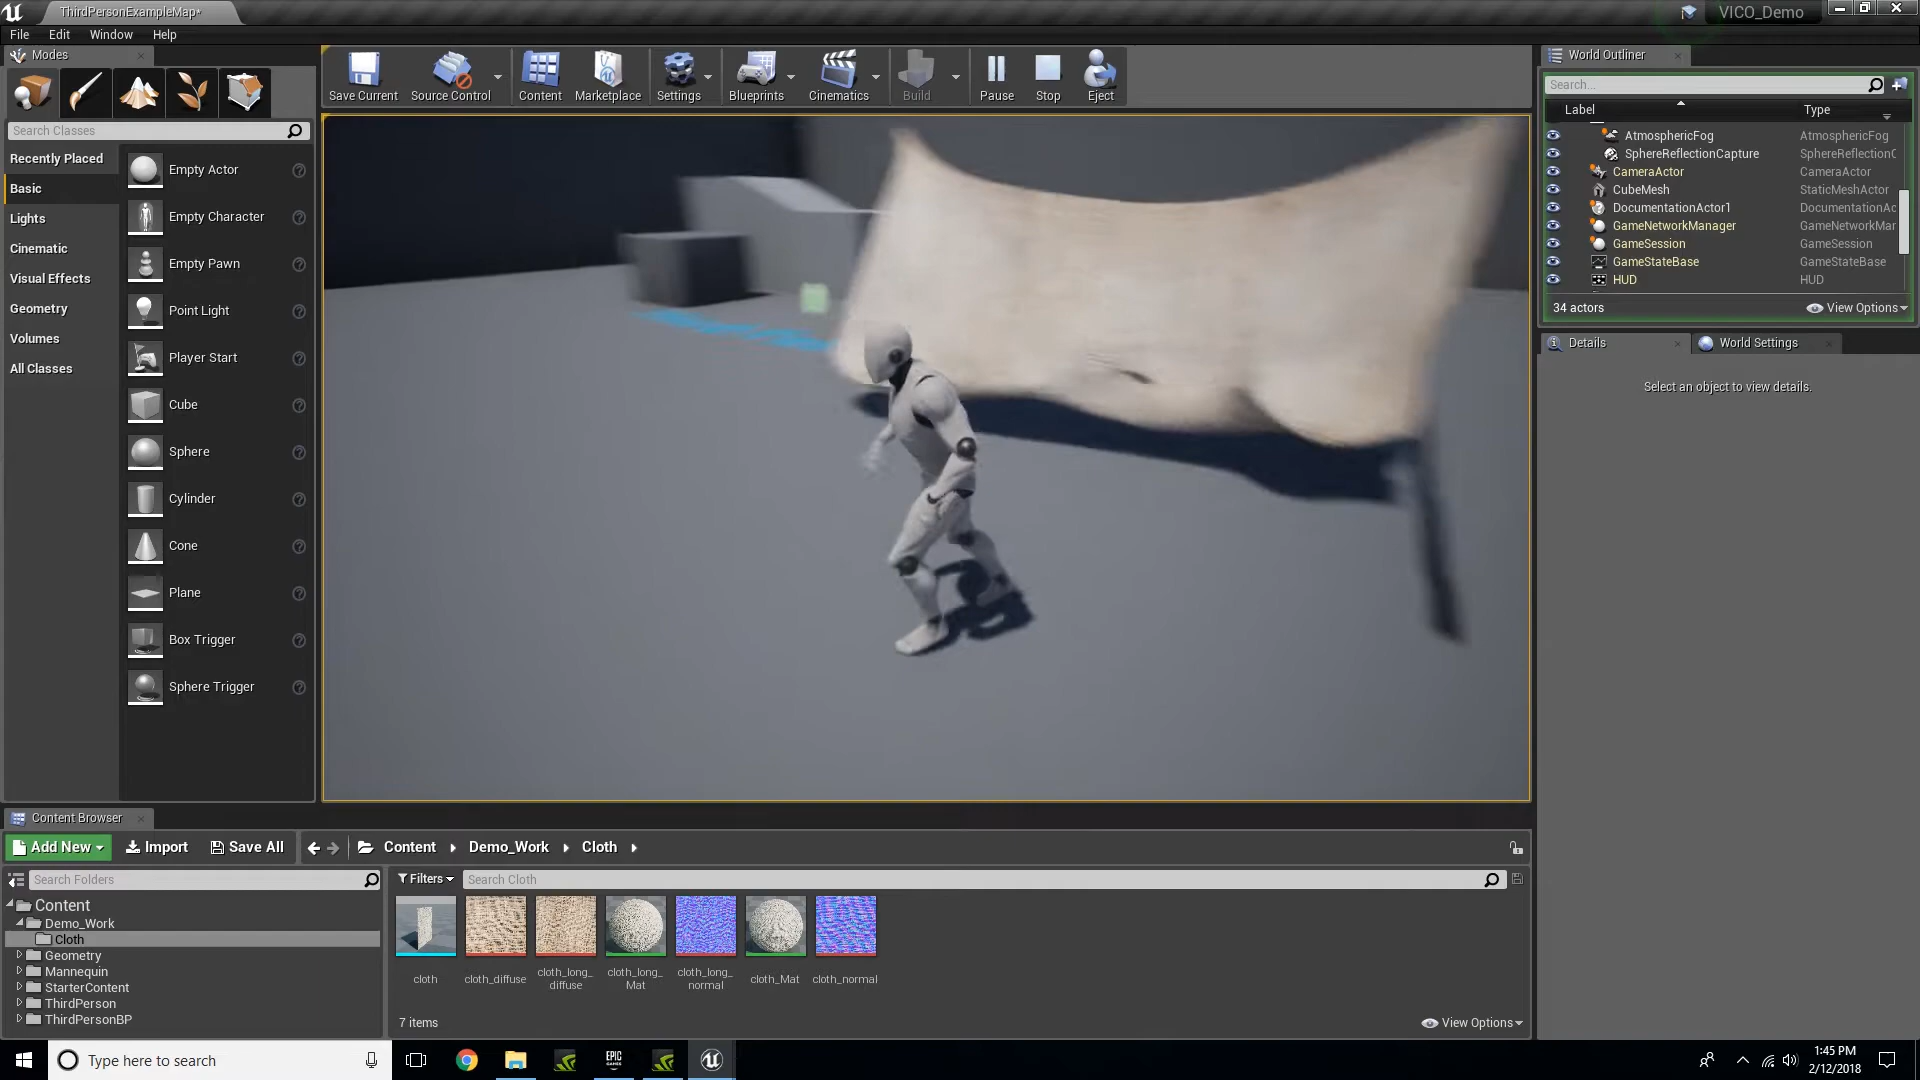 ThirdPersonExampleMap*
VICO_Demo
File Edit Window Help
Modes
Search Classes
Recently Placed
Basic
Lights
Cinematic
Visual Effects
Geometry
Volumes
All Classes
Empty Actor
Empty Character
Empty Pawn
Point Light
Player Start
Cube
Sphere
Cylinder
Cone
Plane
Box Trigger
Sphere Trigger
Save Current Source Control Content Marketplace Settings Blueprints Cinematics Build Pause Stop Eject
World Outliner
Search...
Label Type
AtmosphericFog AtmosphericFog
SphereReflectionCapture SphereReflectionC
CameraActor CameraActor
CubeMesh StaticMeshActor
DocumentationActor1 DocumentationAc
GameNetworkManager GameNetworkMar
GameSession GameSession
GameStateBase GameStateBase
HUD HUD
34 actors View Options
Details World Settings
Select an object to view details.
Content Browser
Add New Import Save All Content Demo_Work Cloth
Search Folders
Content
Demo_Work
Cloth
Geometry
Mannequin
StarterContent
ThirdPerson
ThirdPersonBP
Filters Search Cloth
cloth cloth_diffuse cloth_long_ cloth_long_ cloth_long_ cloth_Mat cloth_normal
diffuse Mat normal
7 items View Options
Type here to search
EPIC
GAMES
1:45 PM
2/12/2018